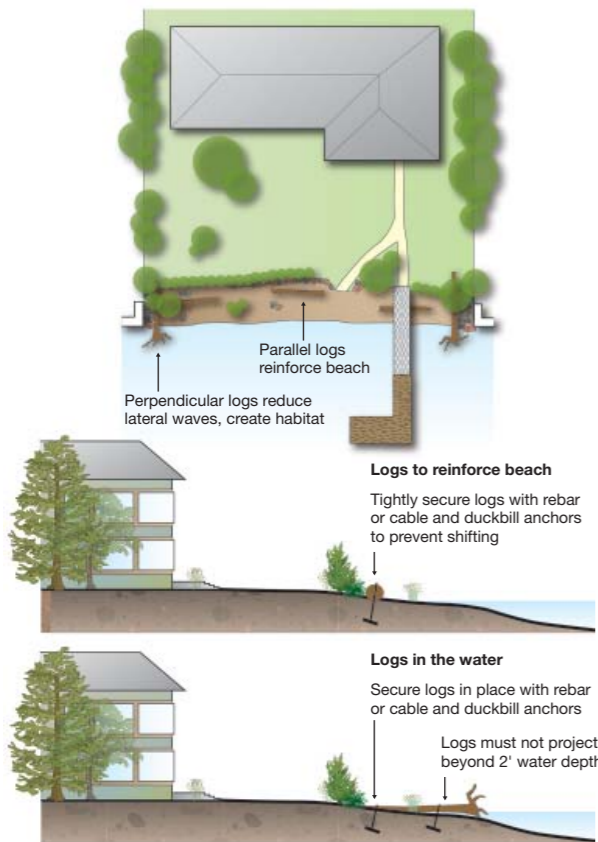 Parallel logs
reinforce beach
Perpendicular logs reduce
lateral waves, create habitat
Logs to reinforce beach
Tightly secure logs with rebar
or cable and duckbill anchors
to prevent shifting
Logs in the water
Secure logs in place with rebar
or cable and duckbill anchors
Logs must not project
beyond 2' water depth